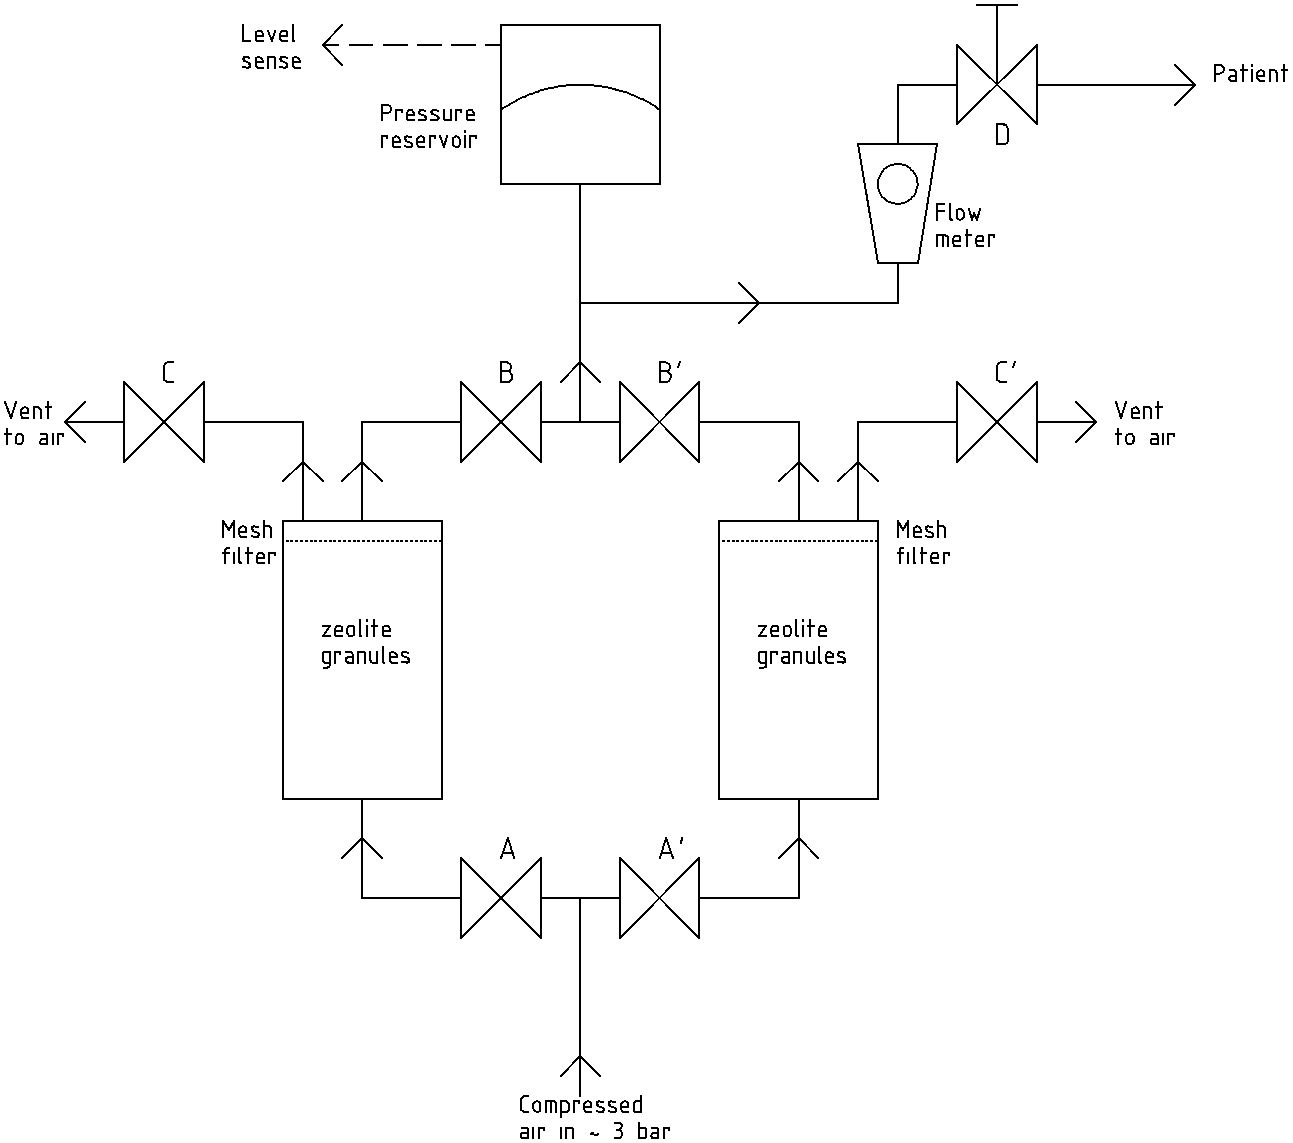 Level
sense
Pressure
reservoir
Patient
D
Flow
meter
C
B
B'
C'
Vent
to air
Vent
to air
Mesh
filter
Mesh
filter
zeolite
granules
zeolite
granules
A
A'
Compressed
air in ~ 3 bar